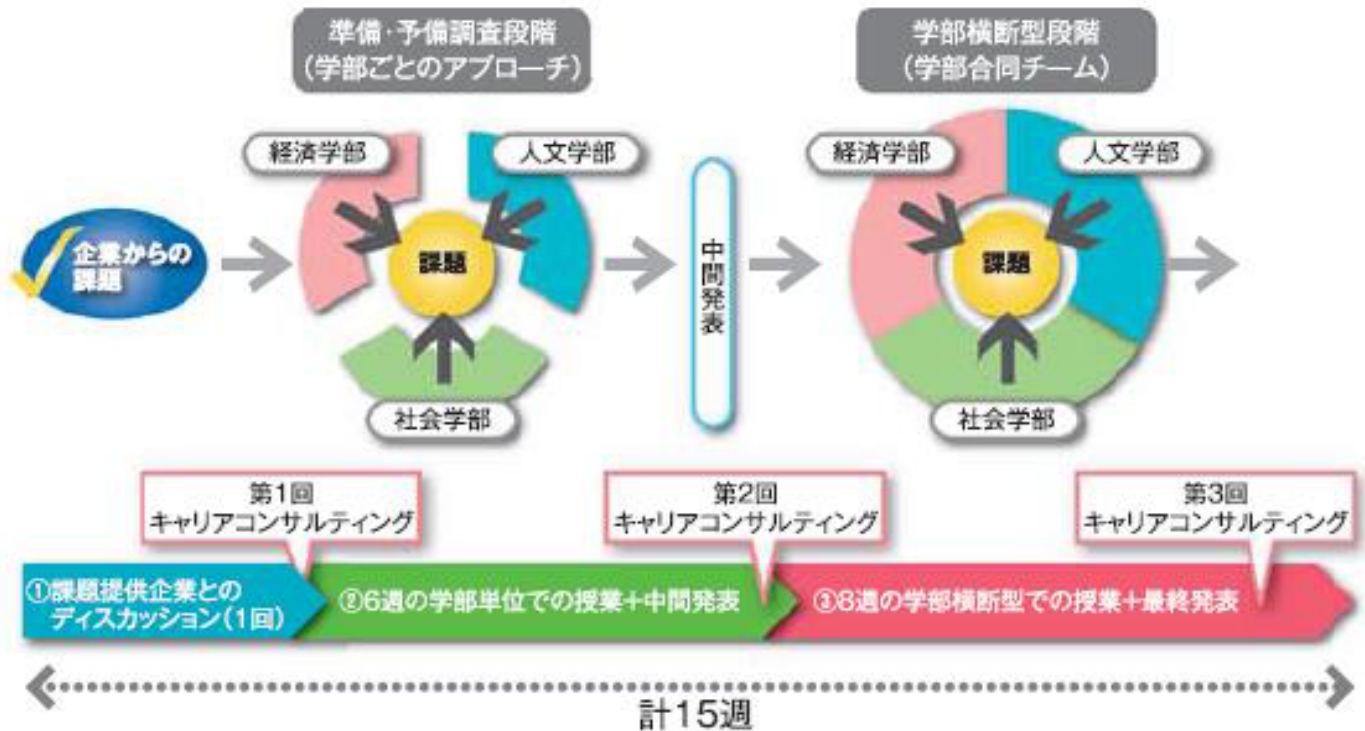 準備・予備調査段階
(学部ごとのアプローチ)
学部横断型段階
(学部合同チーム)
企業からの
課題
経済学部
人文学部
課題
社会学部
中間発表
経済学部
人文学部
課題
社会学部
第1回
キャリアコンサルティング
第2回
キャリアコンサルティング
第3回
キャリアコンサルティング
①課題提供企業との
ディスカッション(1回)
②6週の学部単位での授業+中間発表
③8週の学部横断型での授業+最終発表
計15週